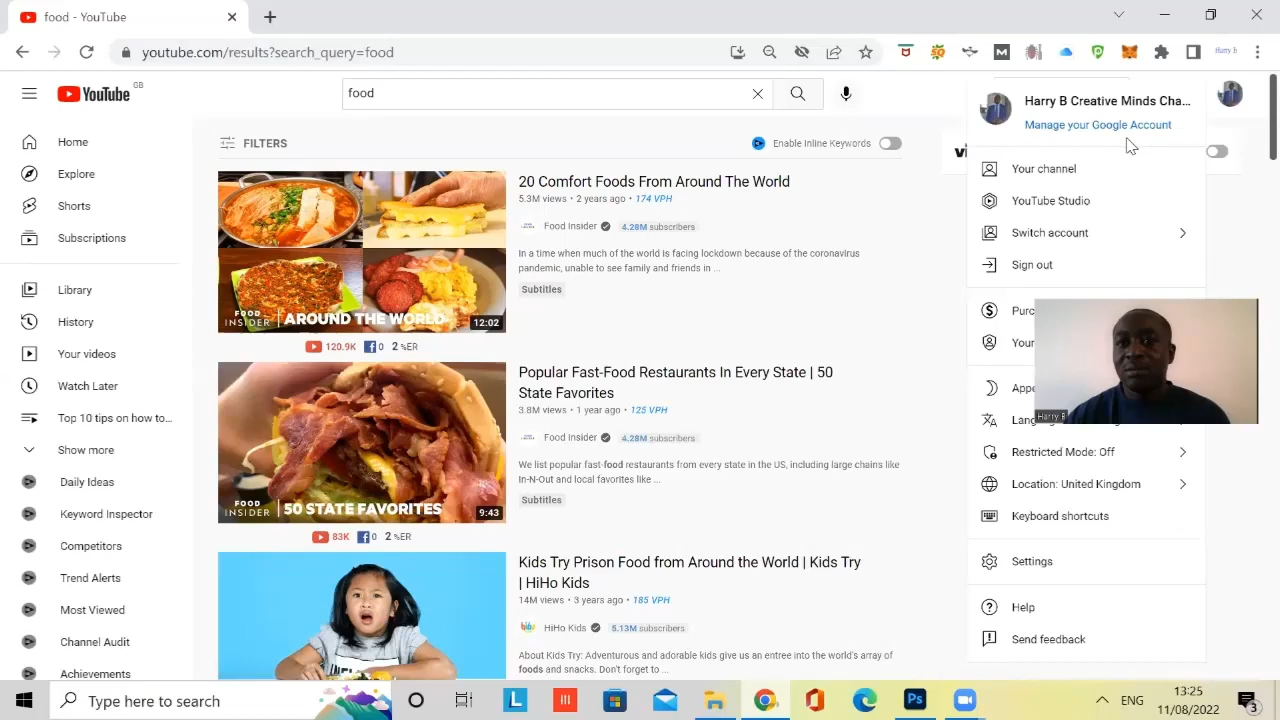 food - YouTube
youtube.com/results?search_query=food
Harry B
YouTube GB
food
Harry B Creative Minds Cha...
Manage your Google Account
Home
Explore
Shorts
Subscriptions
Library
History
Your videos
Watch Later
Top 10 tips on how to...
Show more
Daily Ideas
Keyword Inspector
Competitors
Trend Alerts
Most Viewed
Channel Audit
Achievements
FILTERS
Enable Inline Keywords
20 Comfort Foods From Around The World
5.3M views • 2 years ago • 174 VPH
Food Insider 4.28M subscribers
In a time when much of the world is facing lockdown because of the coronavirus
pandemic, unable to see family and friends in ...
Subtitles
FOOD INSIDER | AROUND THE WORLD
12:02
120.9K 0 2 %ER
Popular Fast-Food Restaurants In Every State | 50
State Favorites
3.8M views • 1 year ago • 125 VPH
Food Insider 4.28M subscribers
We list popular fast-food restaurants from every state in the US, including large chains like
In-N-Out and local favorites like ...
Subtitles
FOOD INSIDER | 50 STATE FAVORITES
9:43
83K 0 2 %ER
Kids Try Prison Food from Around the World | Kids Try
| HiHo Kids
14M views • 3 years ago • 185 VPH
HiHo Kids 5.13M subscribers
About Kids Try: Adventurous and adorable kids give us an entree into the world's array of
foods and snacks. Don't forget to ...
vi
Your channel
YouTube Studio
Switch account
Sign out
Purc
Your
Appe
Lang
Harry B
Restricted Mode: Off
Location: United Kingdom
Keyboard shortcuts
Settings
Help
Send feedback
Type here to search
ENG
13:25
11/08/2022
3